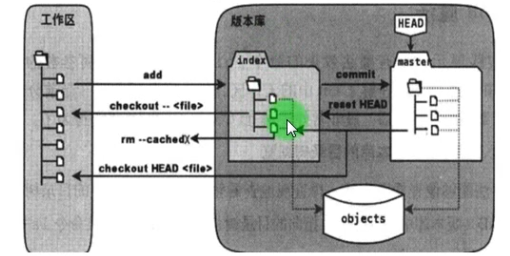 工作区
版本库
HEAD
index
master
add
commit
checkout -- <file>
reset HEAD
rm --cached
checkout HEAD <file>
objects